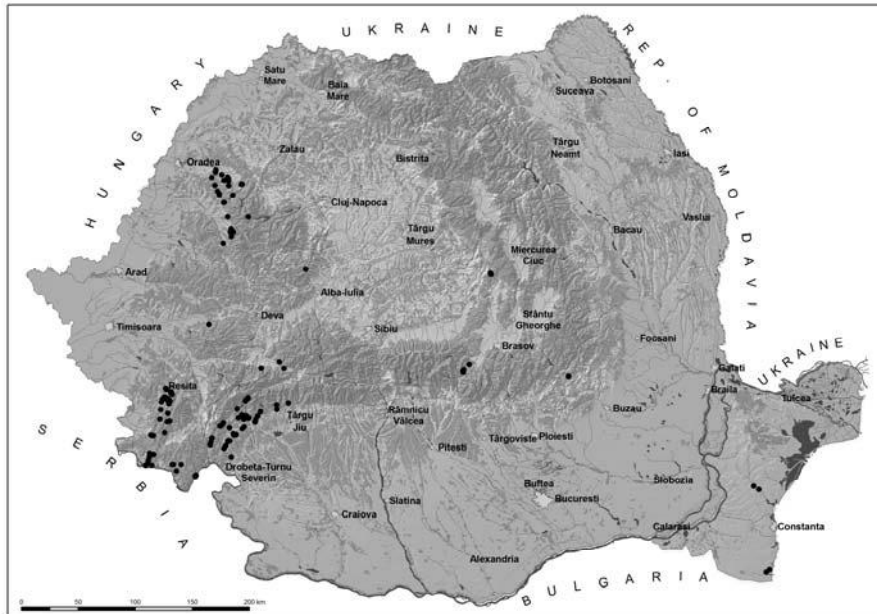 UKRAINE
REP. OF MOLDAVIA
HUNGARY
Satu
Mare
Baia
Mare
Botosani
Suceava
Oradea
Zalau
Bistrita
Târgu
Neamt
Iasi
Cluj-Napoca
Târgu
Mures
Miercurea
Ciuc
Bacau
Vaslui
Arad
Alba-Iulia
Deva
Timisoara
Sibiu
Sfântu
Gheorghe
Brasov
Foosani
Galati
UKRAINE
Braila
Tulcea
Resita
Târgu
Jiu
Râmnicu
Vâlcea
Buzau
Pitesti
Târgoviste
Ploiesti
SERBIA
Drobeta-Turnu
Severin
Slatina
Buftea
Bucuresti
Slobozia
Craiova
Calarasi
Constanta
Alexandria
BULGARIA
0 50 100 150 200 km